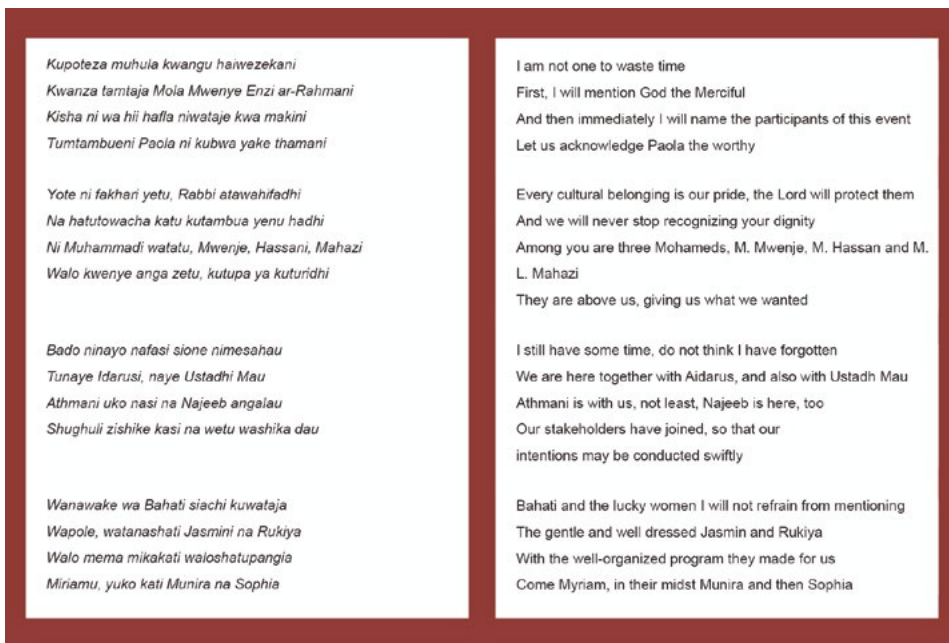 Kupoteza muhula kwangu haiwezekani
Kwanza tamtaja Mola Mwenye Enzi ar-Rahmani
Kisha ni wa hii hafla niwataje kwa makini
Tumtambueni Paola ni kubwa yake thamani
Yote ni fakhari yetu, Rabbi atawahifadhi
Na hatutowacha katu kutambua yenu hadhi
Ni Muhammadi watatu, Mwenje, Hassani, Mahazi
Walo kwenye anga zetu, kutupa ya kuturidhi
Bado ninayo nafasi sione nimesahau
Tunaye Idarusi, naye Ustadhi Mau
Athmani uko nasi na Najeeb angalau
Shughuli zishike kasi na wetu washika dau
Wanawake wa Bahati siachi kuwataja
Wapole, watanashati Jasmini na Rukiya
Walo mema mikakati waloshatupangia
Miriamu, yuko kati Munira na Sophia
I am not one to waste time
First, I will mention God the Merciful
And then immediately I will name the participants of this event
Let us acknowledge Paola the worthy
Every cultural belonging is our pride, the Lord will protect them
And we will never stop recognizing your dignity
Among you are three Mohameds, M. Mwenje, M. Hassan and M.
L. Mahazi
They are above us, giving us what we wanted
I still have some time, do not think I have forgotten
We are here together with Aidarus, and also with Ustadh Mau
Athmani is with us, not least, Najeeb is here, too
Our stakeholders have joined, so that our
intentions may be conducted swiftly
Bahati and the lucky women I will not refrain from mentioning
The gentle and well dressed Jasmin and Rukiya
With the well-organized program they made for us
Come Myriam, in their midst Munira and then Sophia